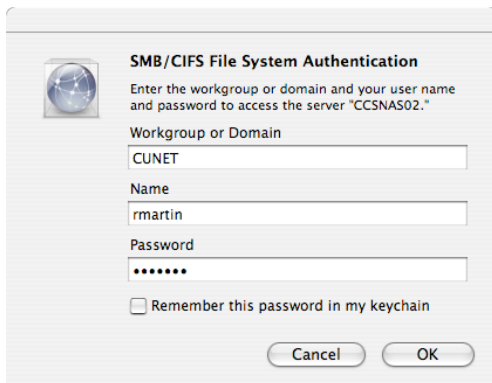 SMB/CIFS File System Authentication
Enter the workgroup or domain and your user name
and password to access the server "CCSNAS02."
Workgroup or Domain
CUNET
Name
rmartin
Password
•••••••
Remember this password in my keychain
Cancel OK